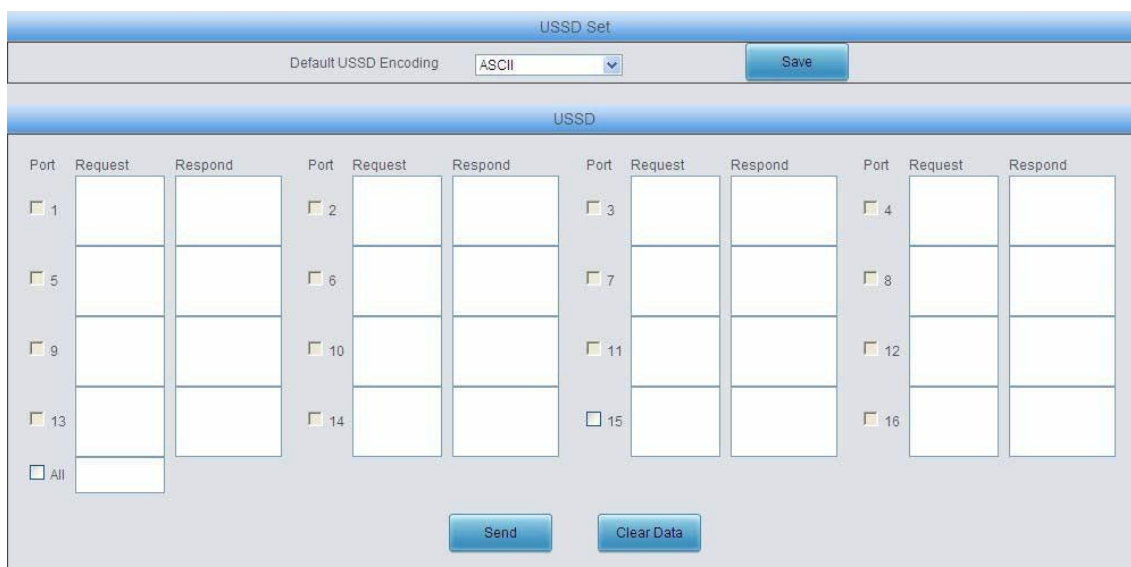 USSD Set
Default USSD Encoding ASCII Save
USSD
Port Request Respond Port Request Respond Port Request Respond Port Request Respond
1 2 3 4
5 6 7 8
9 10 11 12
13 14 15 16
All
Send Clear Data